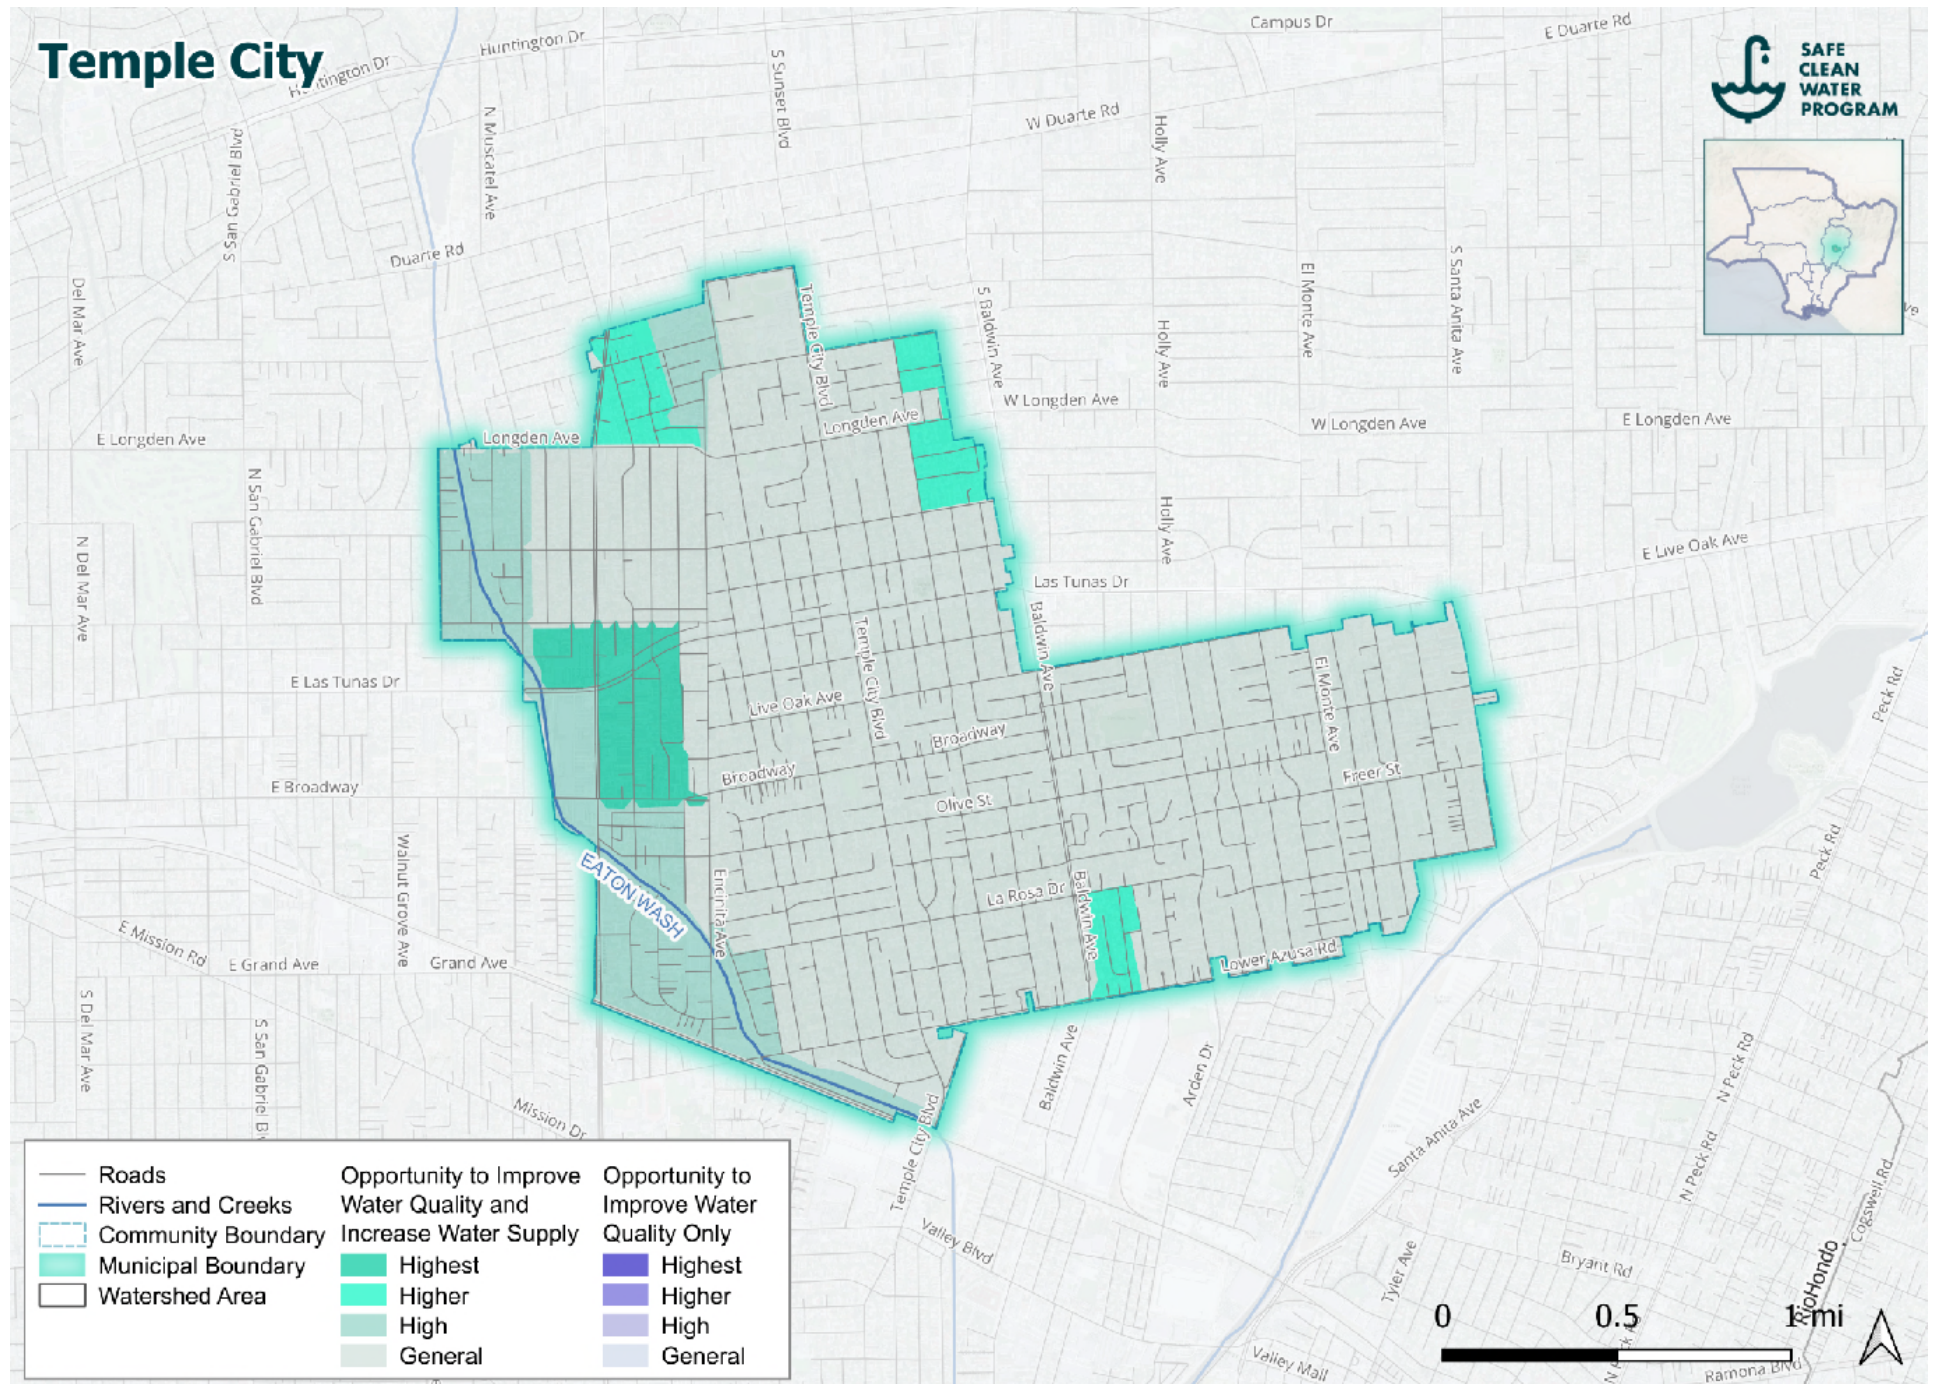 Temple City
Huntington Dr
Campus Dr
E Duarte Rd
SAFE
CLEAN
WATER
PROGRAM
S Sunset Blvd
N Muscatel Ave
W Duarte Rd
Holly Ave
S San Gabriel Blvd
Duarte Rd
Del Mar Ave
Temple City Blvd
S Baldwin Ave
Holly Ave
El Monte Ave
S Santa Anita Ave
E Longden Ave
Longden Ave
Longden Ave
W Longden Ave
W Longden Ave
E Longden Ave
N San Gabriel Blvd
N Del Mar Ave
Holly Ave
E Live Oak Ave
Las Tunas Dr
Baldwin Ave
Temple City Blvd
El Monte Ave
E Las Tunas Dr
Live Oak Ave
Peck Rd
Broadway
Broadway
E Broadway
Freer St
Olive St
Walnut Grove Ave
EATON WASH
Encinita Ave
La Rosa Dr
Baldwin Ave
Peck Rd
E Mission Rd
E Grand Ave
Grand Ave
Lower Azusa Rd
S Del Mar Ave
S San Gabriel Blv
Mission Dr
Baldwin Ave
Arden Dr
Temple City Blvd
Santa Anita Ave
N Peck Rd
N Peck Rd
Cogswell Rd
Valley Blvd
Tyler Ave
Bryant Rd
RioHondo
Valley Mall
Ramona Blvd
Roads
Rivers and Creeks
Community Boundary
Municipal Boundary
Watershed Area
Opportunity to Improve
Water Quality and
Increase Water Supply
Highest
Higher
High
General
Opportunity to
Improve Water
Quality Only
Highest
Higher
High
General
0 0.5 1 mi